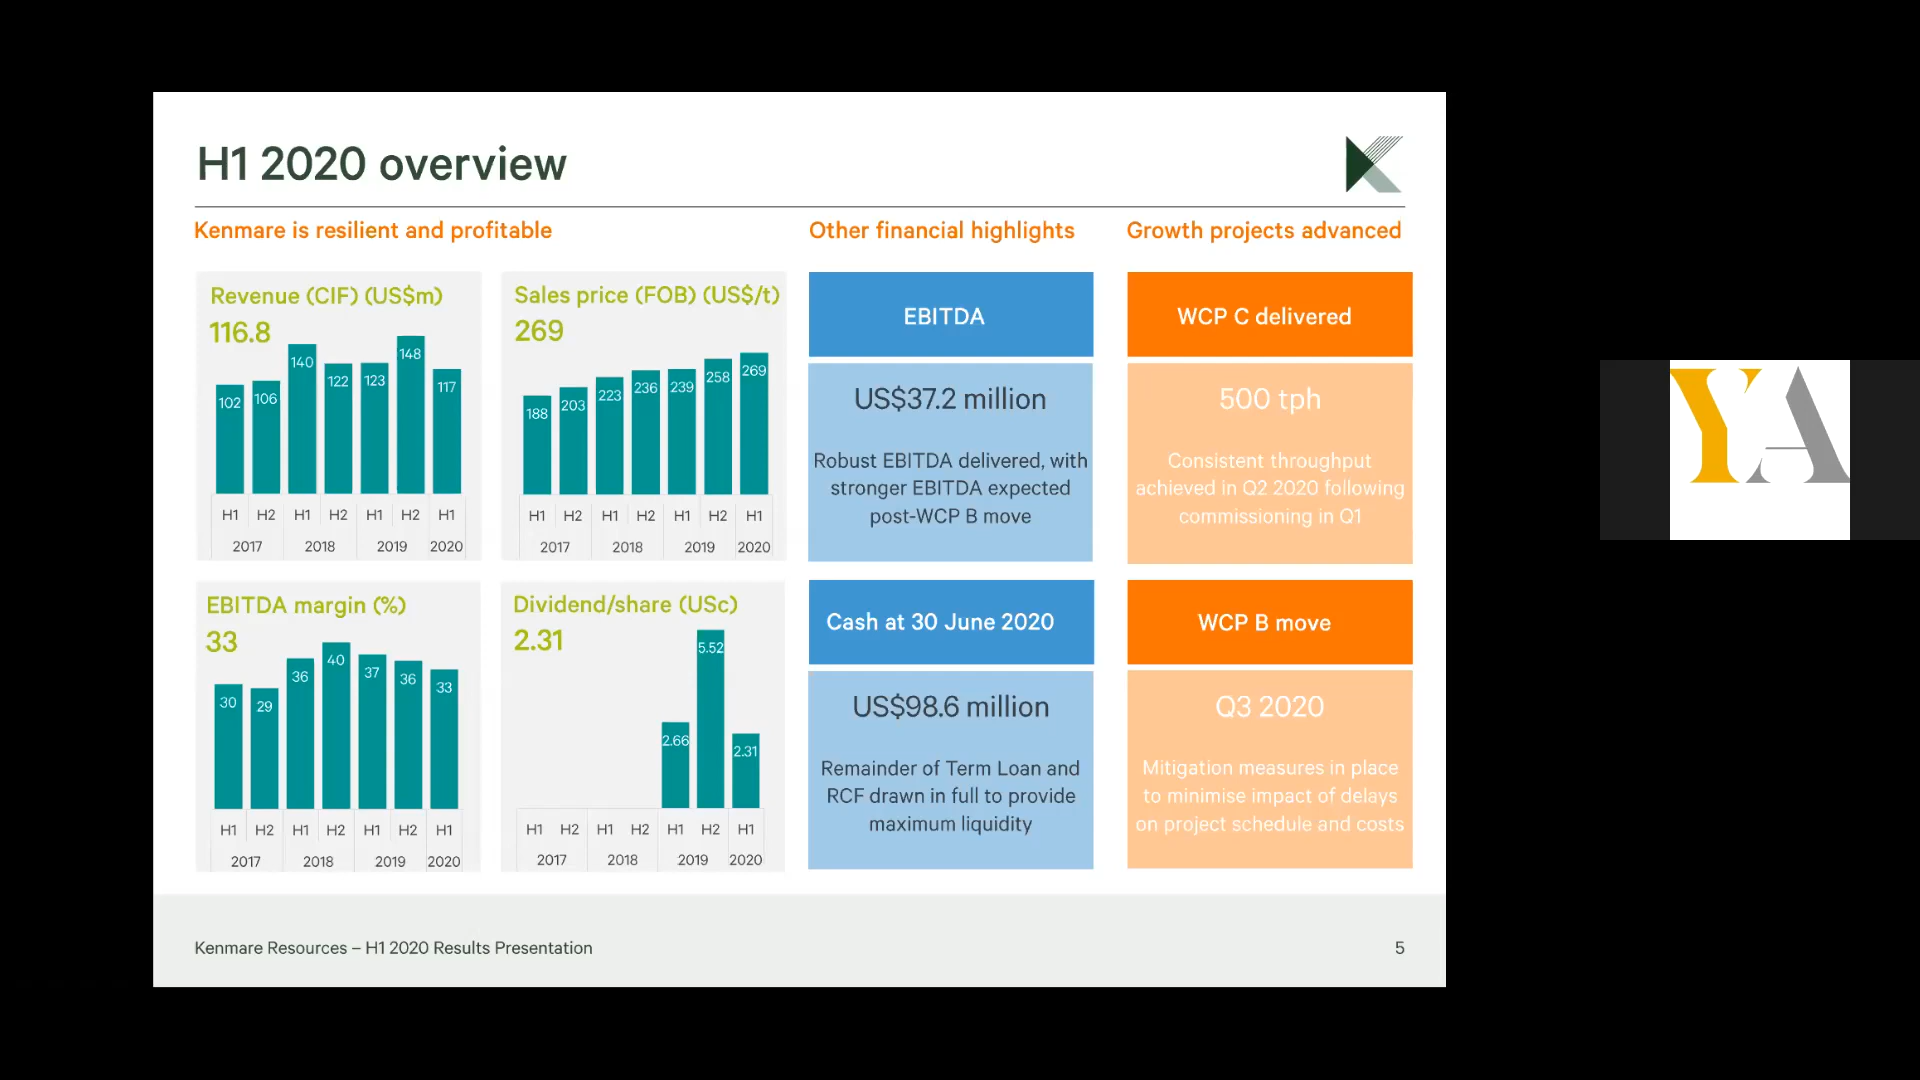 H1 2020 overview
Kenmare is resilient and profitable
Other financial highlights
Growth projects advanced
Revenue (CIF) (US$m)
116.8
102 106 140 122 123 148 117
H1 H2 H1 H2 H1 H2 H1
2017 2018 2019 2020
Sales price (FOB) (US$/t)
269
188 203 223 236 239 258 269
H1 H2 H1 H2 H1 H2 H1
2017 2018 2019 2020
EBITDA margin (%)
33
30 29 36 40 37 36 33
H1 H2 H1 H2 H1 H2 H1
2017 2018 2019 2020
Dividend/share (USc)
2.31
2.66 5.52 2.31
H1 H2 H1 H2 H1 H2 H1
2017 2018 2019 2020
EBITDA
US$37.2 million
Robust EBITDA delivered, with
stronger EBITDA expected
post-WCP B move
Cash at 30 June 2020
US$98.6 million
Remainder of Term Loan and
RCF drawn in full to provide
maximum liquidity
WCP C delivered
500 tph
Consistent throughput
achieved in Q2 2020 following
commissioning in Q1
WCP B move
Q3 2020
Mitigation measures in place
to minimise impact of delays
on project schedule and costs
Kenmare Resources – H1 2020 Results Presentation
5
YA